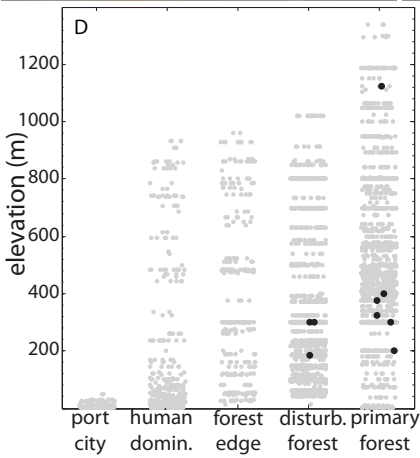 D
elevation (m)
1200
1000
800
600
400
200
port city
human domin.
forest edge
disturb. forest
primary forest